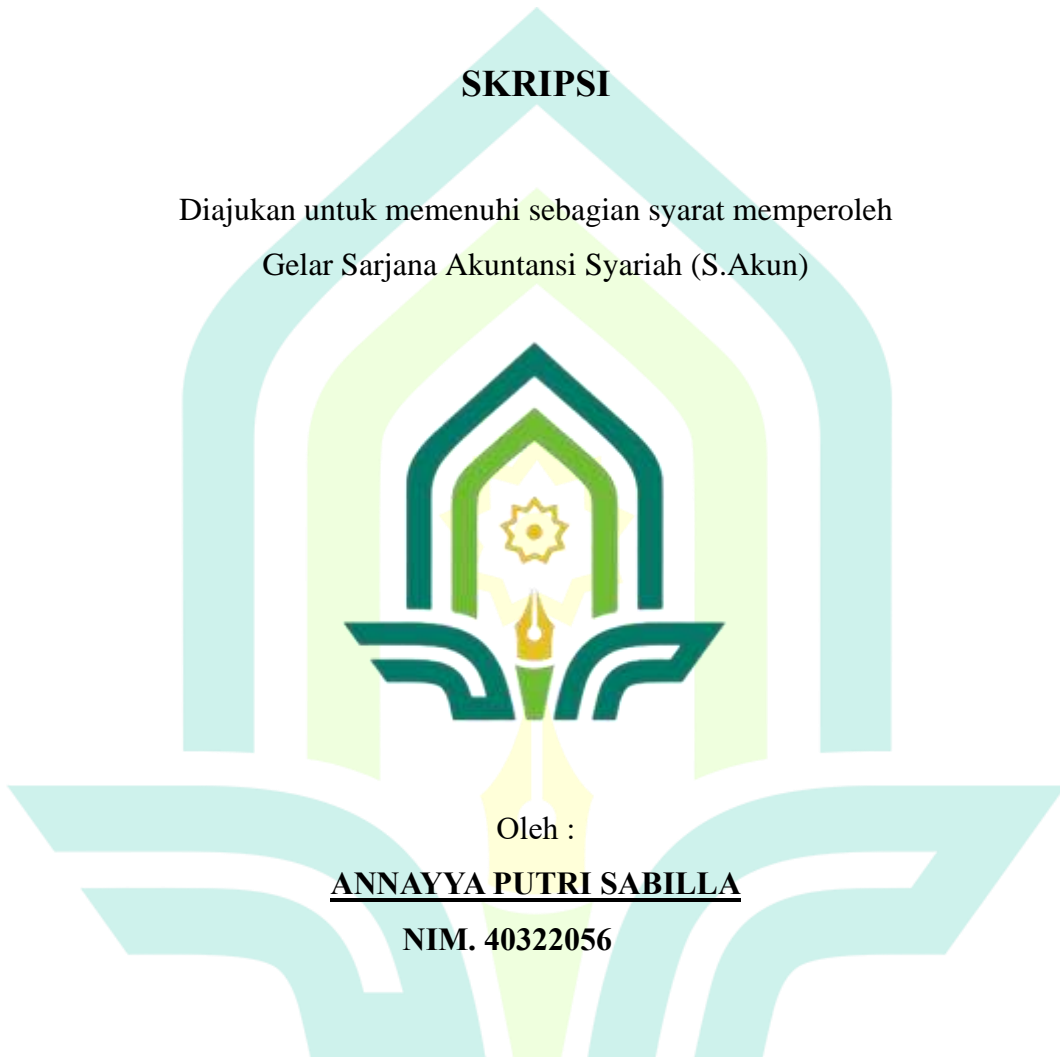 SKRIPSI
Diajukan untuk memenuhi sebagian syarat memperoleh
Gelar Sarjana Akuntansi Syariah (S.Akun)
Oleh :
ANNAYYA PUTRI SABILLA
NIM. 40322056